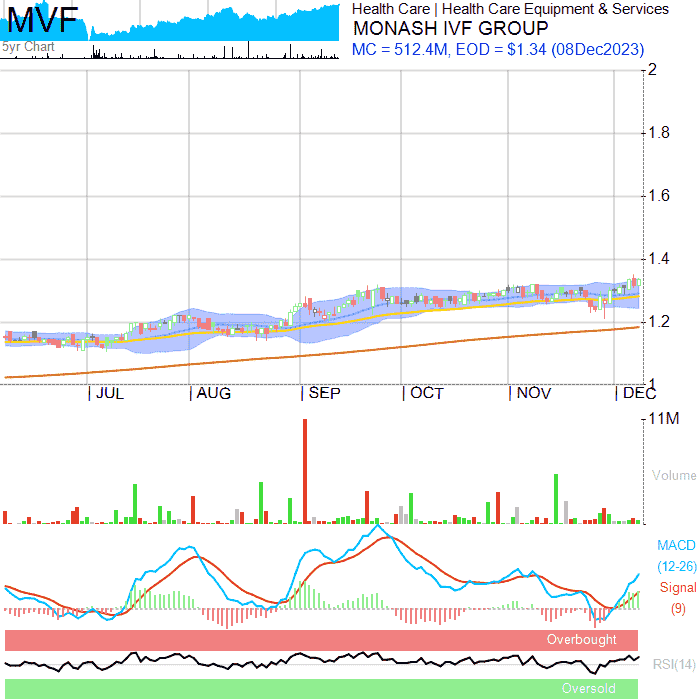 MVF
5yr Chart
Health Care | Health Care Equipment & Services
MONASH IVF GROUP
MC = 512.4M, EOD = $1.34 (08Dec2023)
2
1.8
1.6
1.4
1.2
1
JUL AUG SEP OCT NOV DEC
11M
Volume
MACD
(12-26)
Signal
(9)
Overbought
RSI(14)
Oversold